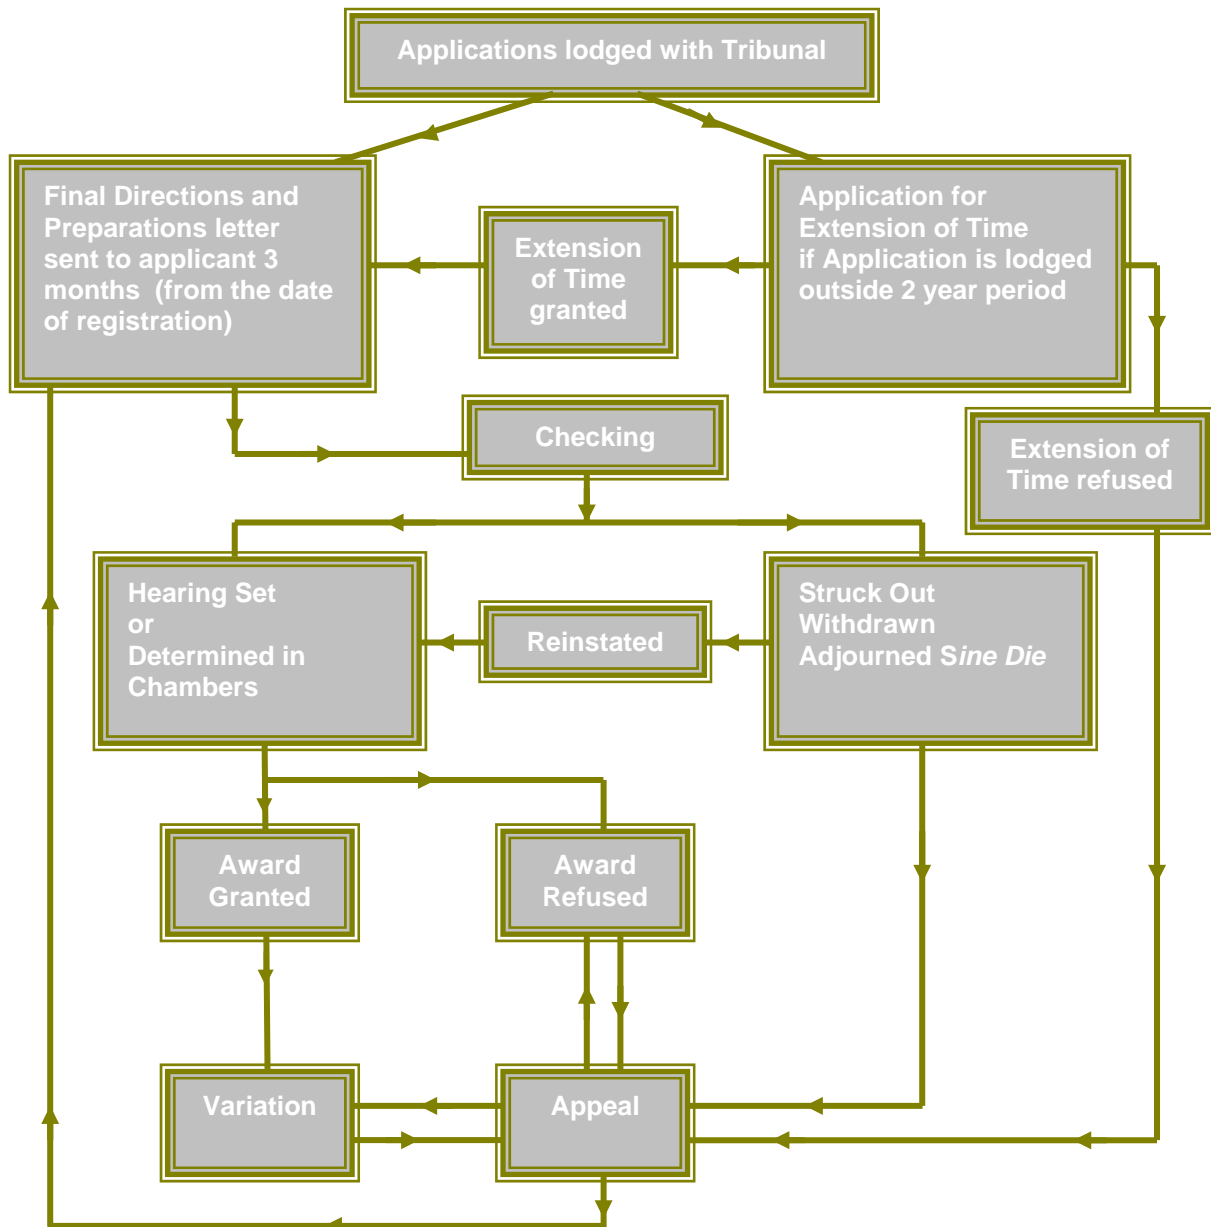 Applications lodged with Tribunal
Final Directions and
Preparations letter
sent to applicant 3
months (from the date
of registration)
Extension
of Time
granted
Application for
Extension of Time
if Application is lodged
outside 2 year period
Checking
Extension of
Time refused
Hearing Set
or
Determined in
Chambers
Reinstated
Struck Out
Withdrawn
Adjourned Sine Die
Award
Granted
Award
Refused
Variation
Appeal